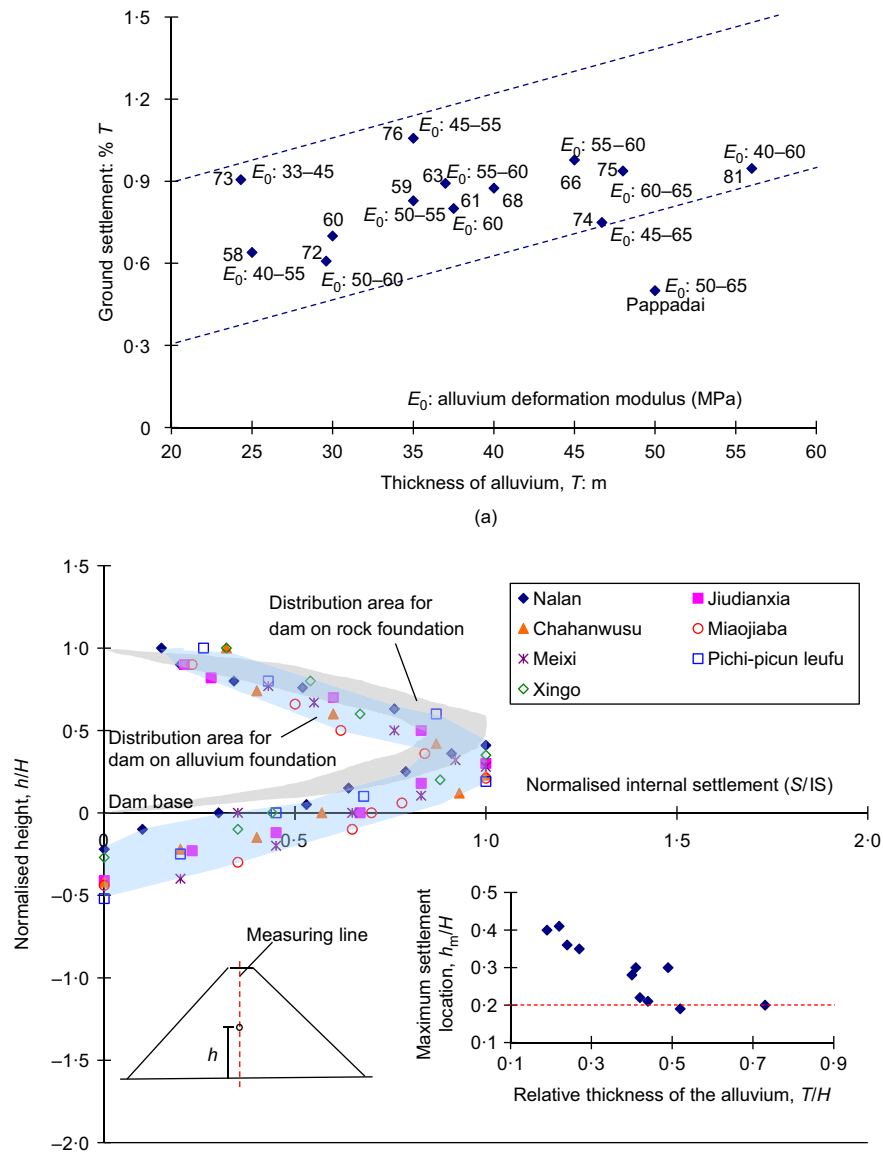 1·5
1·2
0·9
0·6
0·3
0
Ground settlement: % T
76
E0: 45–55
73
E0: 33–45
E0: 55–60
63
E0: 55–60
66
75
E0: 60–65
E0: 40–60
81
59
E0: 50–55
61
E0: 60
68
60
58
E0: 40–55
72
E0: 50–60
74
E0: 45–65
E0: 50–65
Pappadai
E0: alluvium deformation modulus (MPa)
20 25 30 35 40 45 50 55 60
Thickness of alluvium, T: m
(a)
1·5
1·0
0·5
0
–0·5
–1·0
–1·5
–2·0
Normalised height, h/H
Distribution area for
dam on rock foundation
Nalan
Jiudianxia
Chahanwusu
Miaojiaba
Meixi
Pichi-picun leufu
Xingo
Distribution area for
dam on alluvium foundation
Dam base
Normalised internal settlement (S/IS)
0 0·5 1·0 1·5 2·0
Measuring line
h
0·5
0·4
0·3
0·2
0·1
Maximum settlement
location, hm/H
0·1 0·3 0·5 0·7 0·9
Relative thickness of the alluvium, T/H